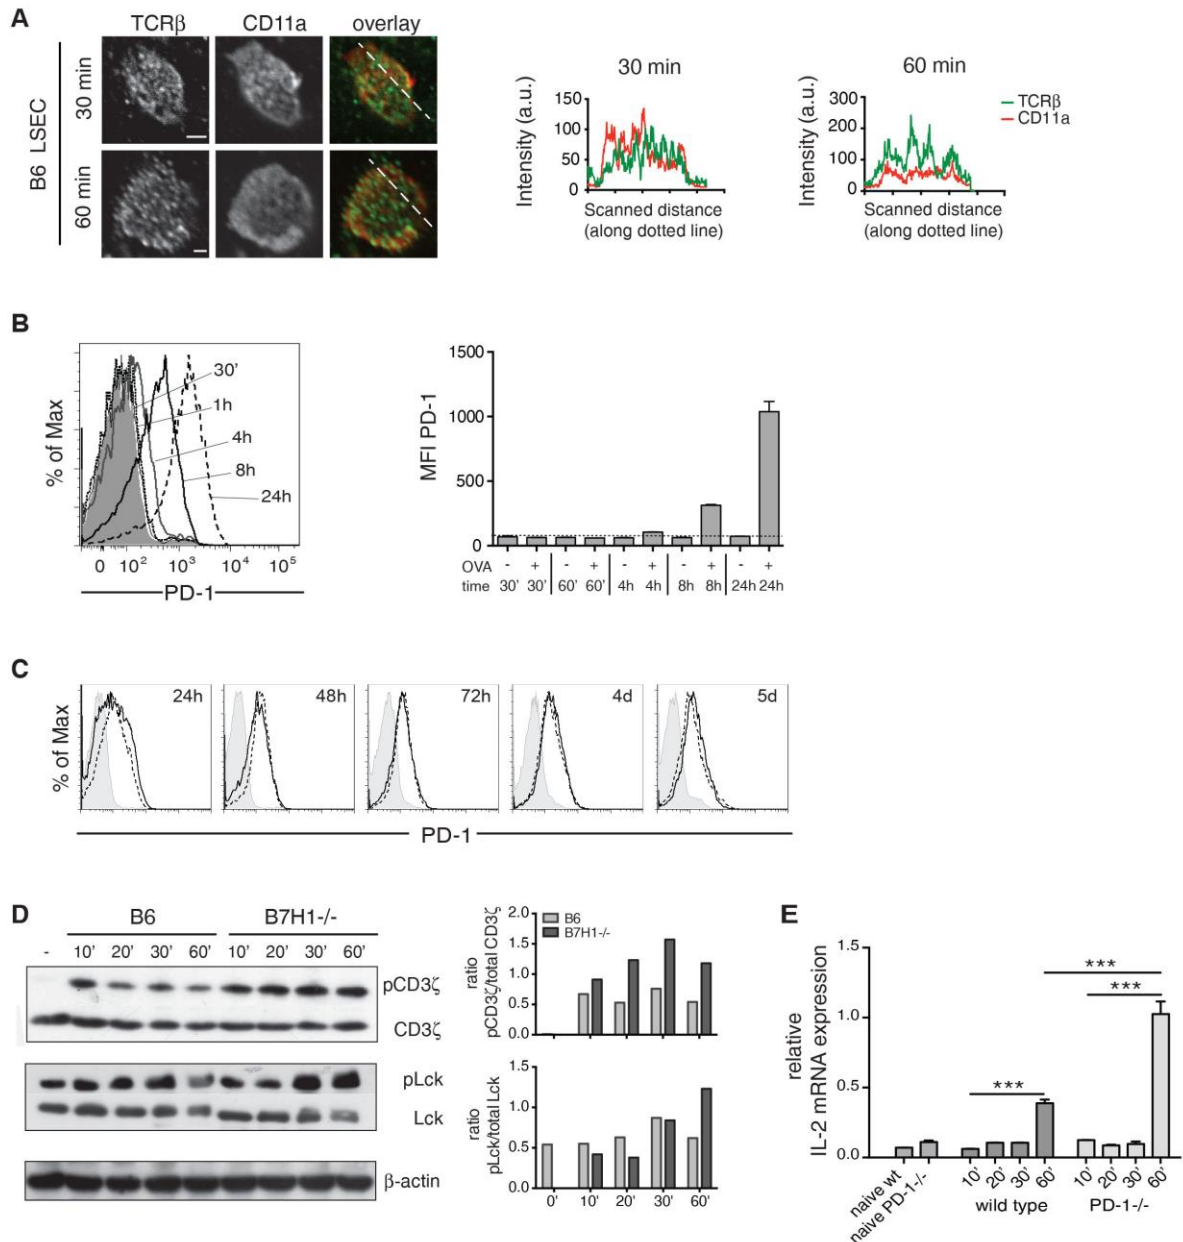 A
TCRβ CD11a overlay
B6 LSEC
30 min
60 min
30 min
Intensity (a.u.)
150
100
50
0
Scanned distance
(along dotted line)
60 min
Intensity (a.u.)
300
200
100
0
Scanned distance
(along dotted line)
TCRβ
CD11a
B
% of Max
30'
1h
4h
8h
24h
0 10² 10³ 10⁴ 10⁵
PD-1
MFI PD-1
1500
1000
500
0
OVA - + - + - + - + - +
time 30' 30' 60' 60' 4h 4h 8h 8h 24h 24h
C
% of Max
24h 48h 72h 4d 5d
PD-1
D
B6 B7H1-/-
- 10' 20' 30' 60' 10' 20' 30' 60'
pCD3ζ
CD3ζ
pLck
Lck
β-actin
ratio
pCD3ζ/total CD3ζ
2.0
1.5
1.0
0.5
0.0
B6
B7H1-/-
ratio
pLck/total Lck
1.5
1.0
0.5
0.0
0' 10' 20' 30' 60'
E
relative
IL-2 mRNA expression
1.5
1.0
0.5
0.0
***
***
***
naive wt
naive PD-1-/-
10' 20' 30' 60' 10' 20' 30' 60'
wild type PD-1-/-